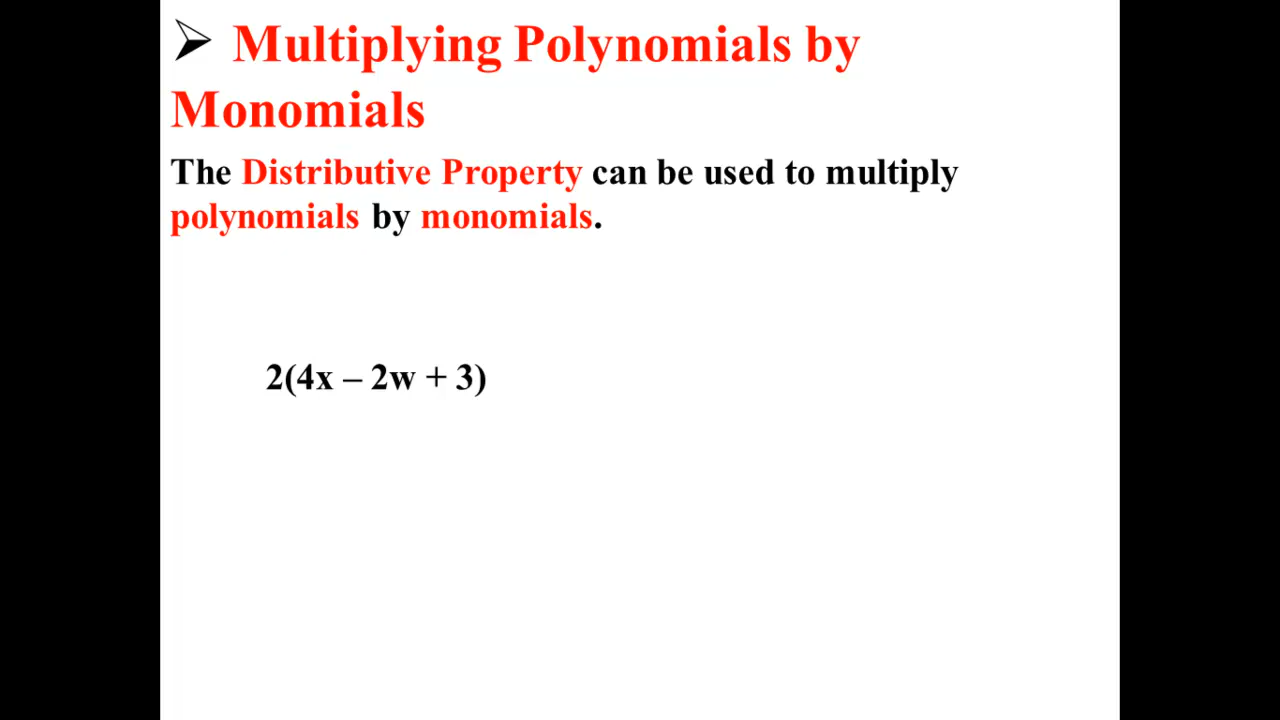 ➢ Multiplying Polynomials by
Monomials
The Distributive Property can be used to multiply
polynomials by monomials.
2(4x – 2w + 3)